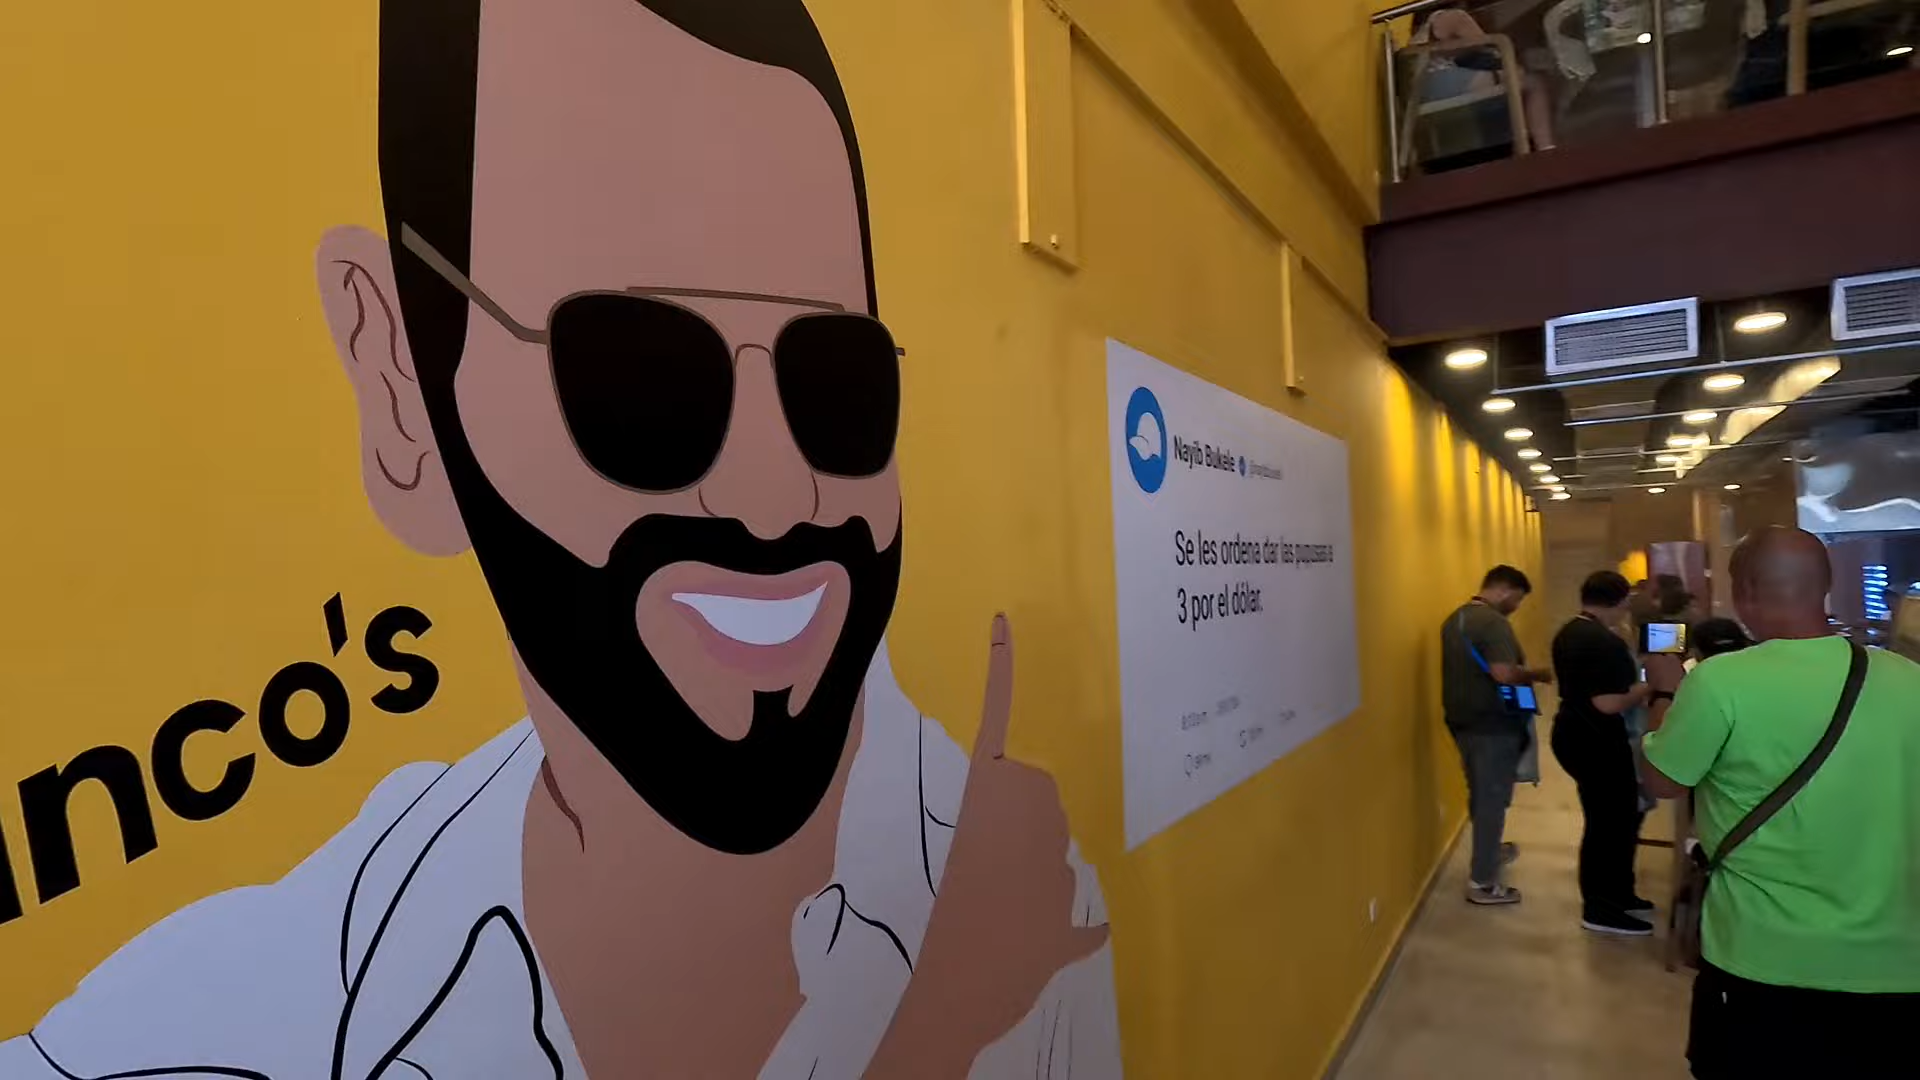 nco's
Nayib Bukele
Se les ordena dar las pupusas a
3 por el dólar.